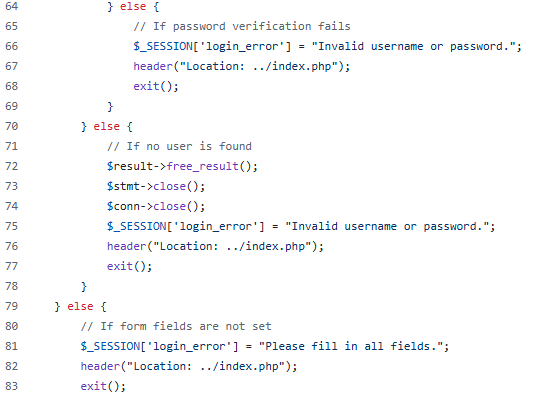 64 } else {
65 // If password verification fails
66 $_SESSION['login_error'] = "Invalid username or password.";
67 header("Location: ../index.php");
68 exit();
69 }
70 } else {
71 // If no user is found
72 $result->free_result();
73 $stmt->close();
74 $conn->close();
75 $_SESSION['login_error'] = "Invalid username or password.";
76 header("Location: ../index.php");
77 exit();
78 }
79 } else {
80 // If form fields are not set
81 $_SESSION['login_error'] = "Please fill in all fields.";
82 header("Location: ../index.php");
83 exit();